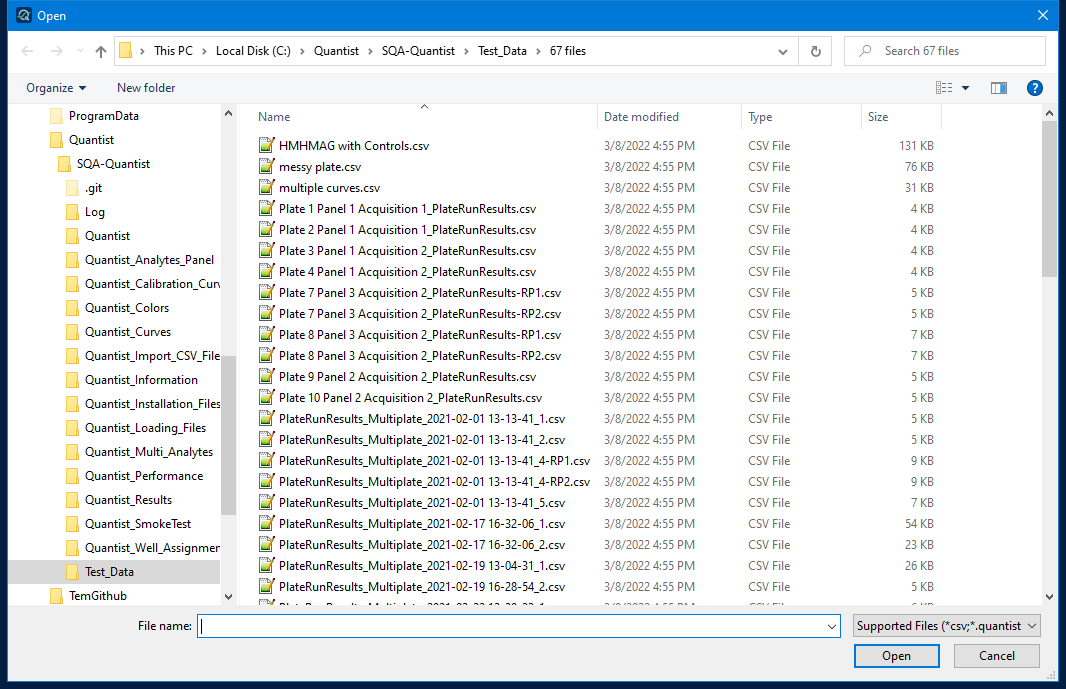 Open
This PC > Local Disk (C:) > Quantist > SQA-Quantist > Test_Data > 67 files
Search 67 files
Organize New folder
ProgramData
Quantist
SQA-Quantist
.git
Log
Quantist
Quantist_Analytes_Panel
Quantist_Calibration_Curv
Quantist_Colors
Quantist_Curves
Quantist_Import_CSV_File
Quantist_Information
Quantist_Installation_Files
Quantist_Loading_Files
Quantist_Multi_Analytes
Quantist_Performance
Quantist_Results
Quantist_SmokeTest
Quantist_Well_Assignmen
Test_Data
TemGithub
Name Date modified Type Size
HMHMAG with Controls.csv 3/8/2022 4:55 PM CSV File 131 KB
messy plate.csv 3/8/2022 4:55 PM CSV File 76 KB
multiple curves.csv 3/8/2022 4:55 PM CSV File 31 KB
Plate 1 Panel 1 Acquisition 1_PlateRunResults.csv 3/8/2022 4:55 PM CSV File 4 KB
Plate 2 Panel 1 Acquisition 1_PlateRunResults.csv 3/8/2022 4:55 PM CSV File 4 KB
Plate 3 Panel 1 Acquisition 2_PlateRunResults.csv 3/8/2022 4:55 PM CSV File 4 KB
Plate 4 Panel 1 Acquisition 2_PlateRunResults.csv 3/8/2022 4:55 PM CSV File 4 KB
Plate 7 Panel 3 Acquisition 2_PlateRunResults-RP1.csv 3/8/2022 4:55 PM CSV File 5 KB
Plate 7 Panel 3 Acquisition 2_PlateRunResults-RP2.csv 3/8/2022 4:55 PM CSV File 5 KB
Plate 8 Panel 3 Acquisition 2_PlateRunResults-RP1.csv 3/8/2022 4:55 PM CSV File 7 KB
Plate 8 Panel 3 Acquisition 2_PlateRunResults-RP2.csv 3/8/2022 4:55 PM CSV File 7 KB
Plate 9 Panel 2 Acquisition 2_PlateRunResults.csv 3/8/2022 4:55 PM CSV File 5 KB
Plate 10 Panel 2 Acquisition 2_PlateRunResults.csv 3/8/2022 4:55 PM CSV File 5 KB
PlateRunResults_Multiplate_2021-02-01 13-13-41_1.csv 3/8/2022 4:55 PM CSV File 5 KB
PlateRunResults_Multiplate_2021-02-01 13-13-41_2.csv 3/8/2022 4:55 PM CSV File 5 KB
PlateRunResults_Multiplate_2021-02-01 13-13-41_4-RP1.csv 3/8/2022 4:55 PM CSV File 9 KB
PlateRunResults_Multiplate_2021-02-01 13-13-41_4-RP2.csv 3/8/2022 4:55 PM CSV File 9 KB
PlateRunResults_Multiplate_2021-02-01 13-13-41_5.csv 3/8/2022 4:55 PM CSV File 7 KB
PlateRunResults_Multiplate_2021-02-17 16-32-06_1.csv 3/8/2022 4:55 PM CSV File 54 KB
PlateRunResults_Multiplate_2021-02-17 16-32-06_2.csv 3/8/2022 4:55 PM CSV File 23 KB
PlateRunResults_Multiplate_2021-02-19 13-04-31_1.csv 3/8/2022 4:55 PM CSV File 26 KB
PlateRunResults_Multiplate_2021-02-19 16-28-54_2.csv 3/8/2022 4:55 PM CSV File 5 KB
File name: Supported Files (*csv;*.quantist
Open Cancel